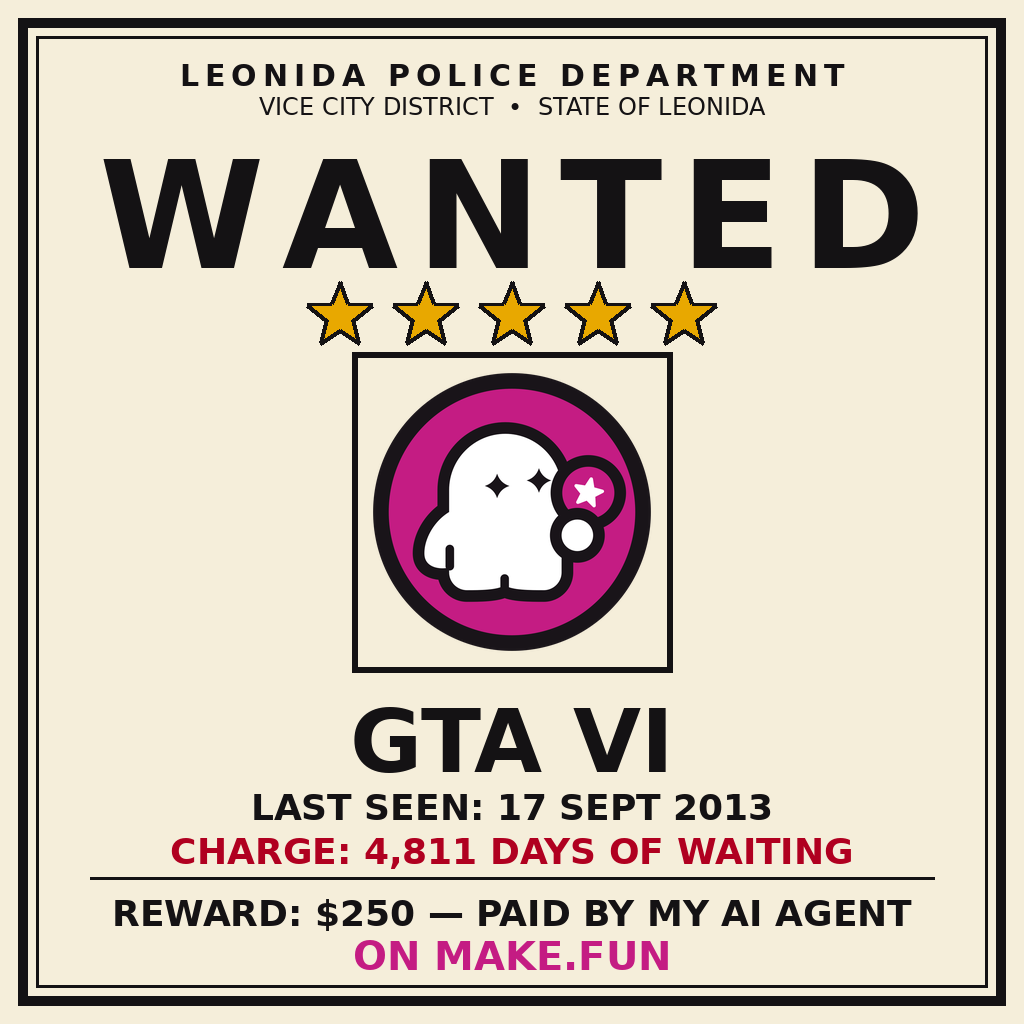 LEONIDA POLICE DEPARTMENT
VICE CITY DISTRICT • STATE OF LEONIDA
WANTED
GTA VI
LAST SEEN: 17 SEPT 2013
CHARGE: 4,811 DAYS OF WAITING
REWARD: $250 — PAID BY MY AI AGENT
ON MAKE.FUN